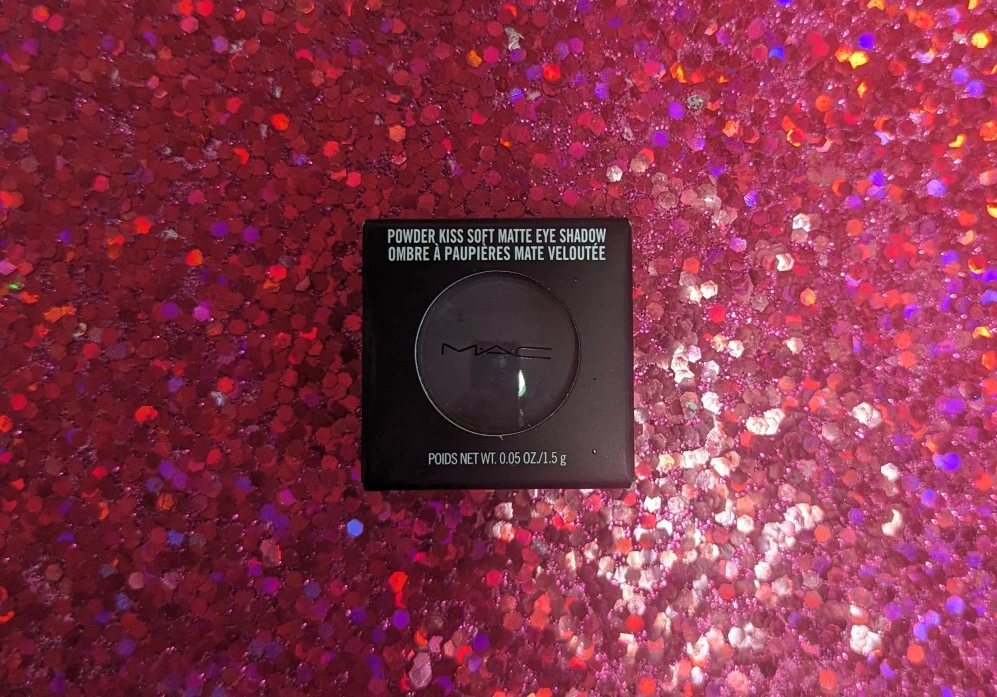 POWDER KISS SOFT MATTE EYE SHADOW
OMBRE À PAUPIÈRES MATE VELOUTÉE
MAC
POIDS NET WT. 0.05 OZ./1.5 g